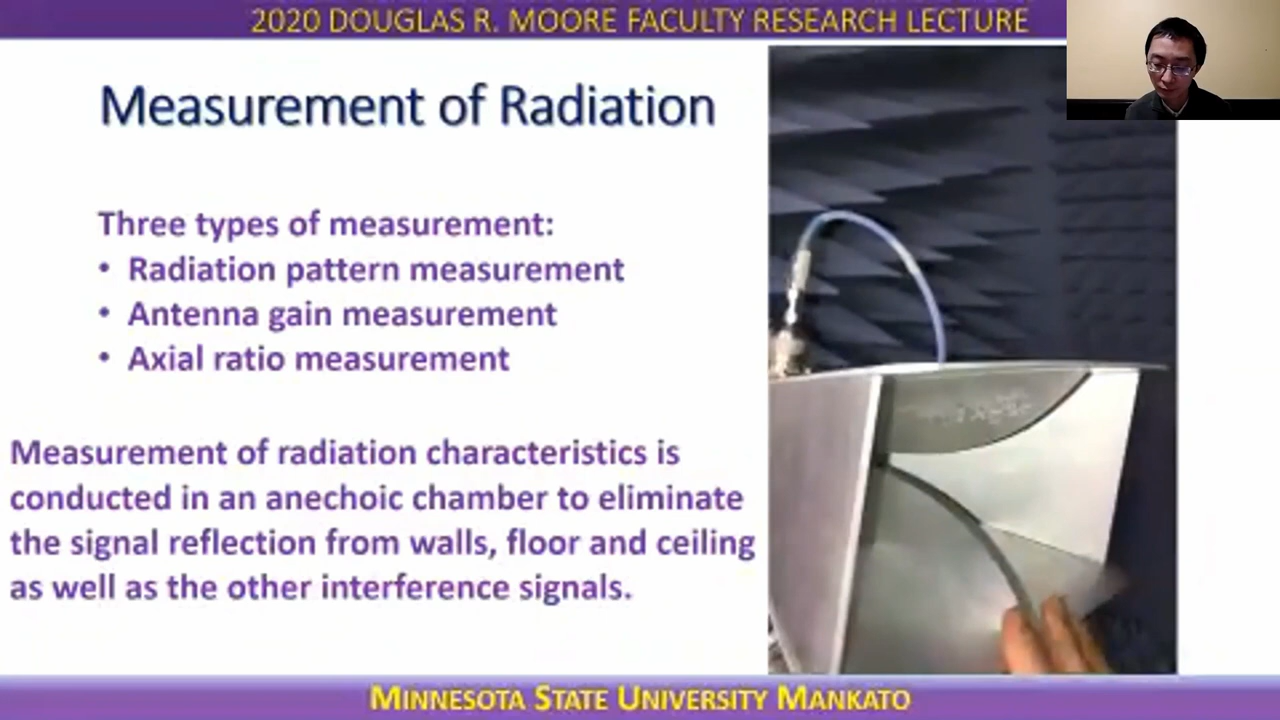 2020 DOUGLAS R. MOORE FACULTY RESEARCH LECTURE
Measurement of Radiation
Three types of measurement:
• Radiation pattern measurement
• Antenna gain measurement
• Axial ratio measurement
Measurement of radiation characteristics is
conducted in an anechoic chamber to eliminate
the signal reflection from walls, floor and ceiling
as well as the other interference signals.
MINNESOTA STATE UNIVERSITY MANKATO